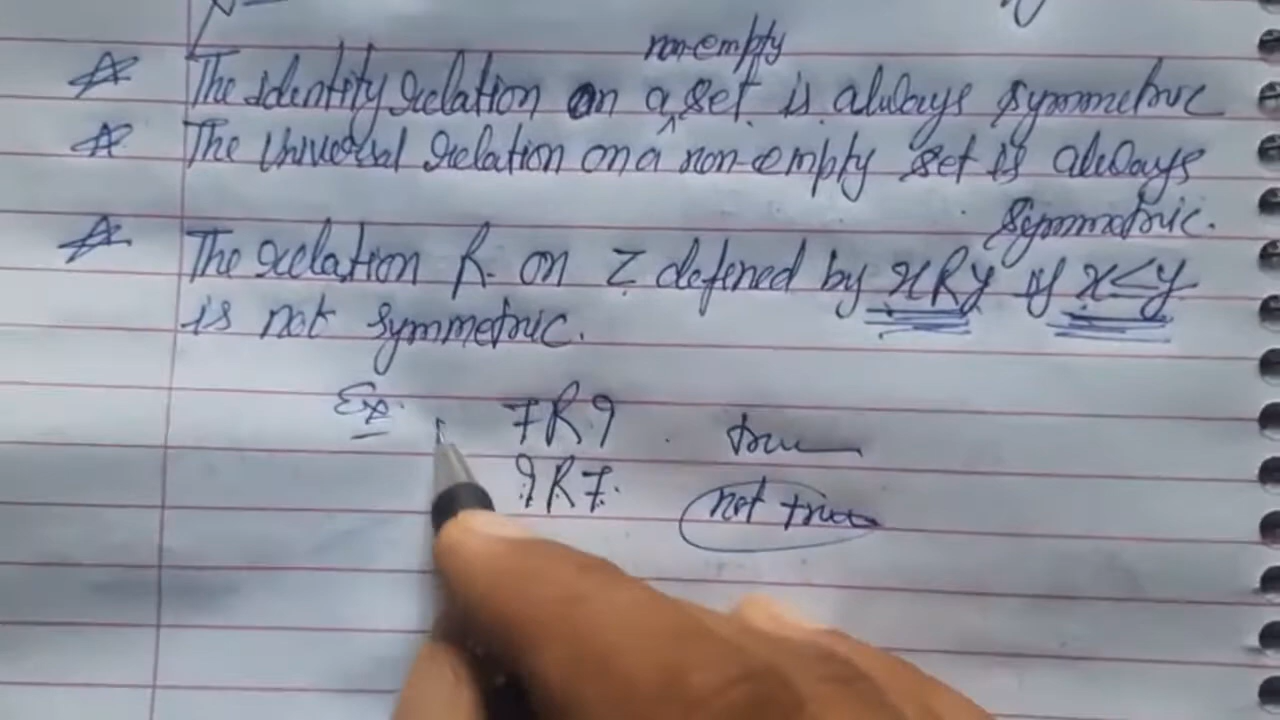 non-empty
☆ The identity relation on a ^ set is always symmetric
☆ The Universal relation on a non-empty set is always
symmetric.
☆ The relation R on Z defined by xRy if x≤y
is not symmetric.
Ex. 7R9 true
9R7. not true